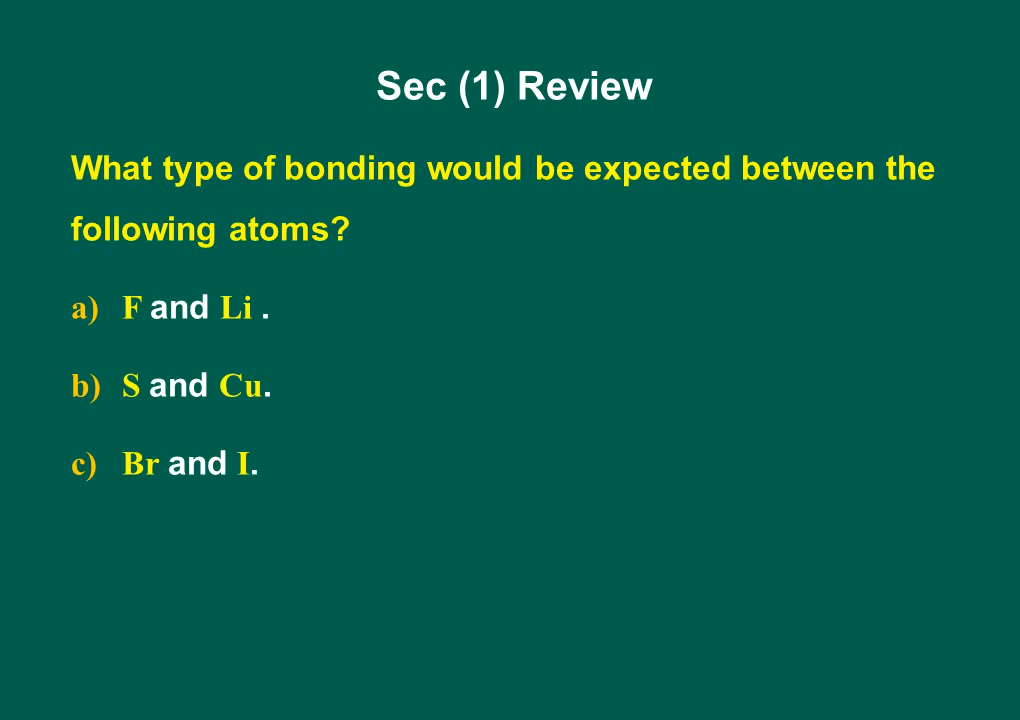 Sec (1) Review
What type of bonding would be expected between the
following atoms?
a) F and Li .
b) S and Cu.
c) Br and I.